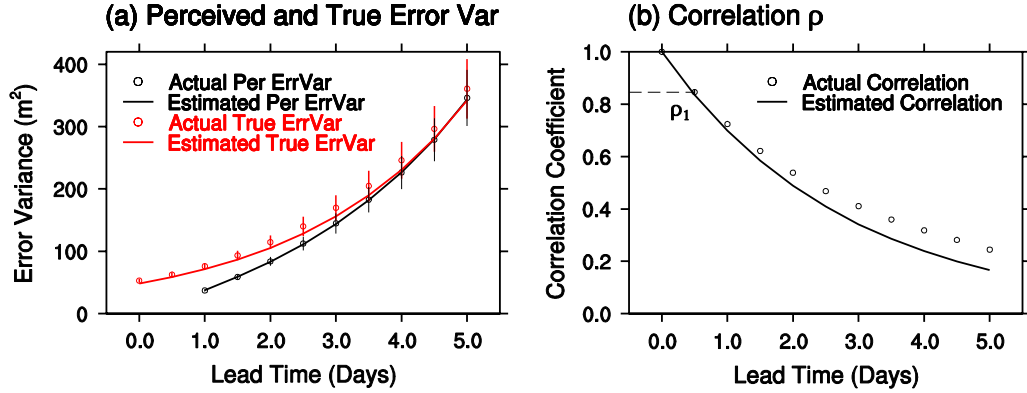 (a) Perceived and True Error Var
400
300
200
100
0
Error Variance (m²)
Actual Per ErrVar
Estimated Per ErrVar
Actual True ErrVar
Estimated True ErrVar
0.0 1.0 2.0 3.0 4.0 5.0
Lead Time (Days)
(b) Correlation ρ
1.0
0.8
0.6
0.4
0.2
0.0
Correlation Coefficient
Actual Correlation
Estimated Correlation
ρ₁
0.0 1.0 2.0 3.0 4.0 5.0
Lead Time (Days)